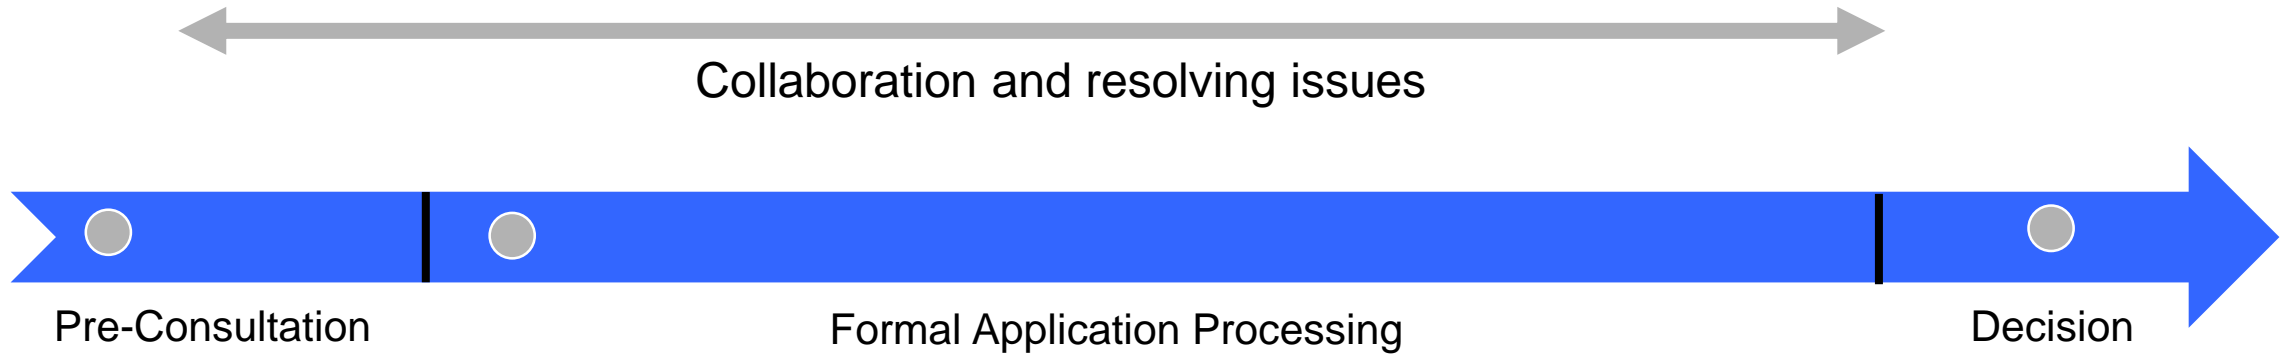 Collaboration and resolving issues
Pre-Consultation
Formal Application Processing
Decision